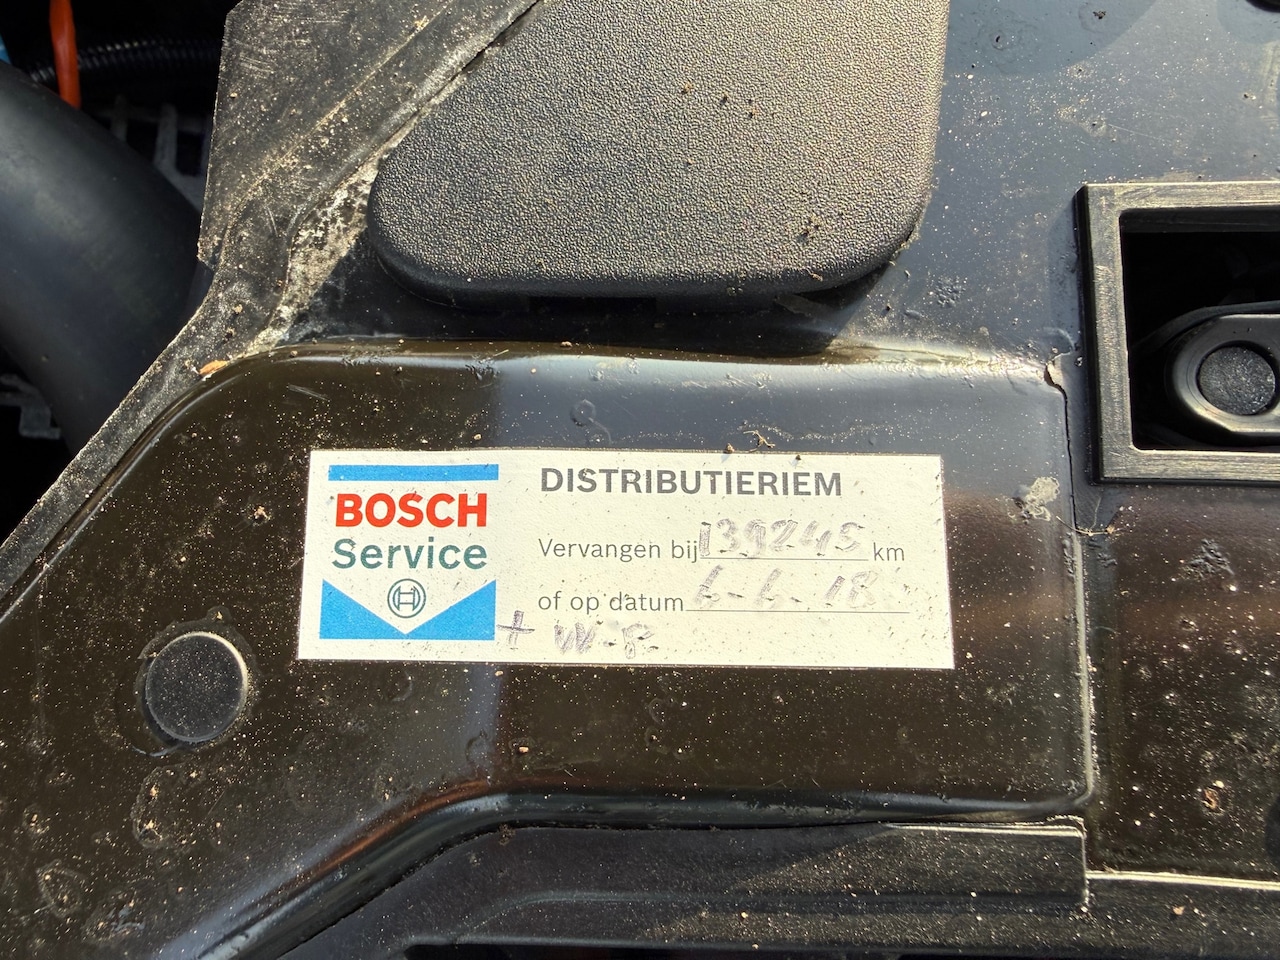 BOSCH
Service
DISTRIBUTIERIEM
Vervangen bij 139245 km
of op datum 6-6-18
+ W.P.